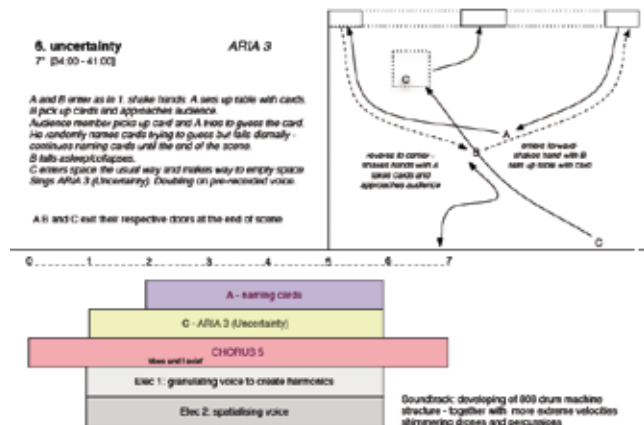 6. uncertainty
ARIA 3
7" [34:00 - 41:00]
A and B enter as in 1. shake hands. A sets up table with cards.
B pick up cards and approaches audience.
Audience member picks up card and A tries to guess the card.
He randomly names cards trying to guess but fails dismally -
continues naming cards until the end of the scene.
B falls asleep/collapses.
C enters space the usual way and makes way to empty space
Sings ARIA 3 (Uncertainty). Doubling on pre-recorded voice.
A B and C exit their respective doors at the end of scene
C
A
B
C
reverse to corner -
shakes hands with A
takes cards and
approaches audience
enters forward-
shakes hand with B
sets up table with card
0 1 2 3 4 5 6 7
A - naming cards
C - ARIA 3 (Uncertainty)
CHORUS 5
Elec 1: granulating voice to create harmonics
Elec 2: spatialising voice
Soundtrack: developing of 808 drum machine
structure - together with more extreme velocities
shimmering drones and percussions